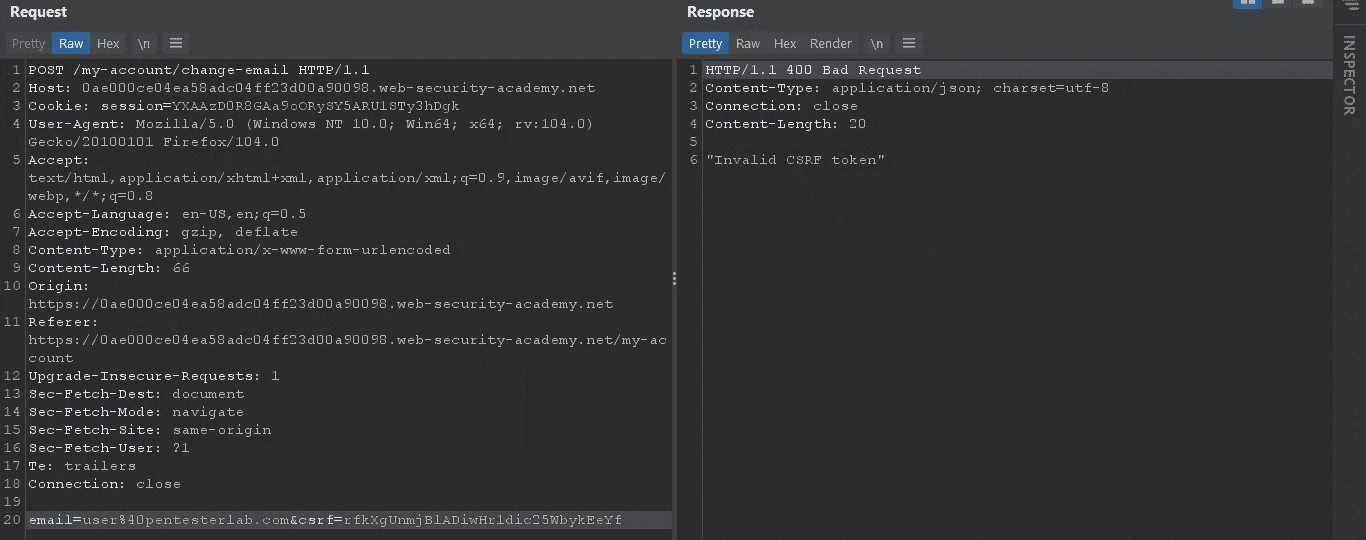 Request
Pretty Raw Hex \n
1 POST /my-account/change-email HTTP/1.1
2 Host: 0ae000ce04ea58adc04ff23d00a90098.web-security-academy.net
3 Cookie: session=YXAAzD0R8GAa9oORySY5ARUlSTy3hDgk
4 User-Agent: Mozilla/5.0 (Windows NT 10.0; Win64; x64; rv:104.0)
Gecko/20100101 Firefox/104.0
5 Accept:
text/html,application/xhtml+xml,application/xml;q=0.9,image/avif,image/
webp,*/*;q=0.8
6 Accept-Language: en-US,en;q=0.5
7 Accept-Encoding: gzip, deflate
8 Content-Type: application/x-www-form-urlencoded
9 Content-Length: 66
10 Origin:
https://0ae000ce04ea58adc04ff23d00a90098.web-security-academy.net
11 Referer:
https://0ae000ce04ea58adc04ff23d00a90098.web-security-academy.net/my-ac
count
12 Upgrade-Insecure-Requests: 1
13 Sec-Fetch-Dest: document
14 Sec-Fetch-Mode: navigate
15 Sec-Fetch-Site: same-origin
16 Sec-Fetch-User: ?1
17 Te: trailers
18 Connection: close
19
20 email=user%40pentesterlab.com&csrf=rfkXgUnmjBlADiwHrldic25WbykEeYf
Response
Pretty Raw Hex Render \n
1 HTTP/1.1 400 Bad Request
2 Content-Type: application/json; charset=utf-8
3 Connection: close
4 Content-Length: 20
5
6 "Invalid CSRF token"
INSPECTOR